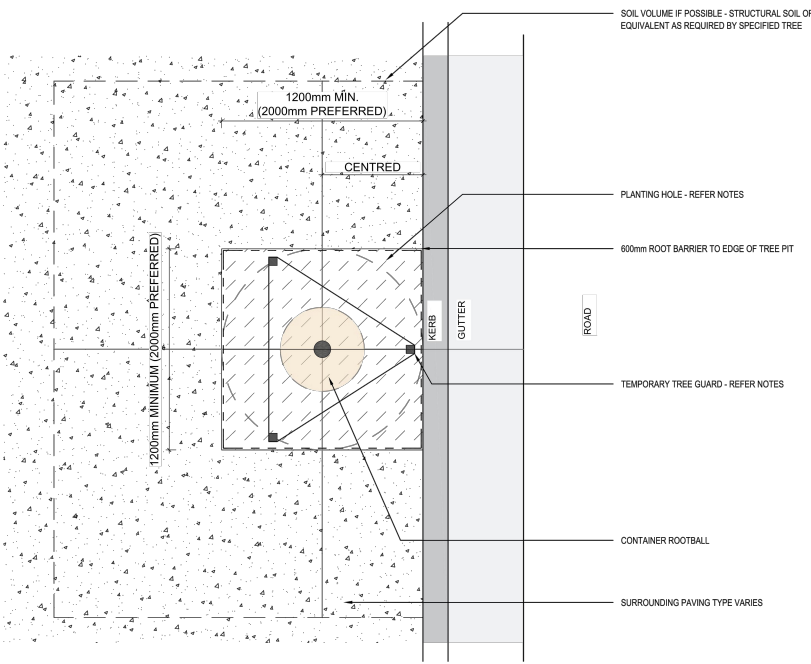 SOIL VOLUME IF POSSIBLE - STRUCTURAL SOIL OR
EQUIVALENT AS REQUIRED BY SPECIFIED TREE
1200mm MIN.
(2000mm PREFERRED)
CENTRED
PLANTING HOLE - REFER NOTES
600mm ROOT BARRIER TO EDGE OF TREE PIT
1200mm MINIMUM (2000mm PREFERRED)
KERB
GUTTER
ROAD
TEMPORARY TREE GUARD - REFER NOTES
CONTAINER ROOTBALL
SURROUNDING PAVING TYPE VARIES